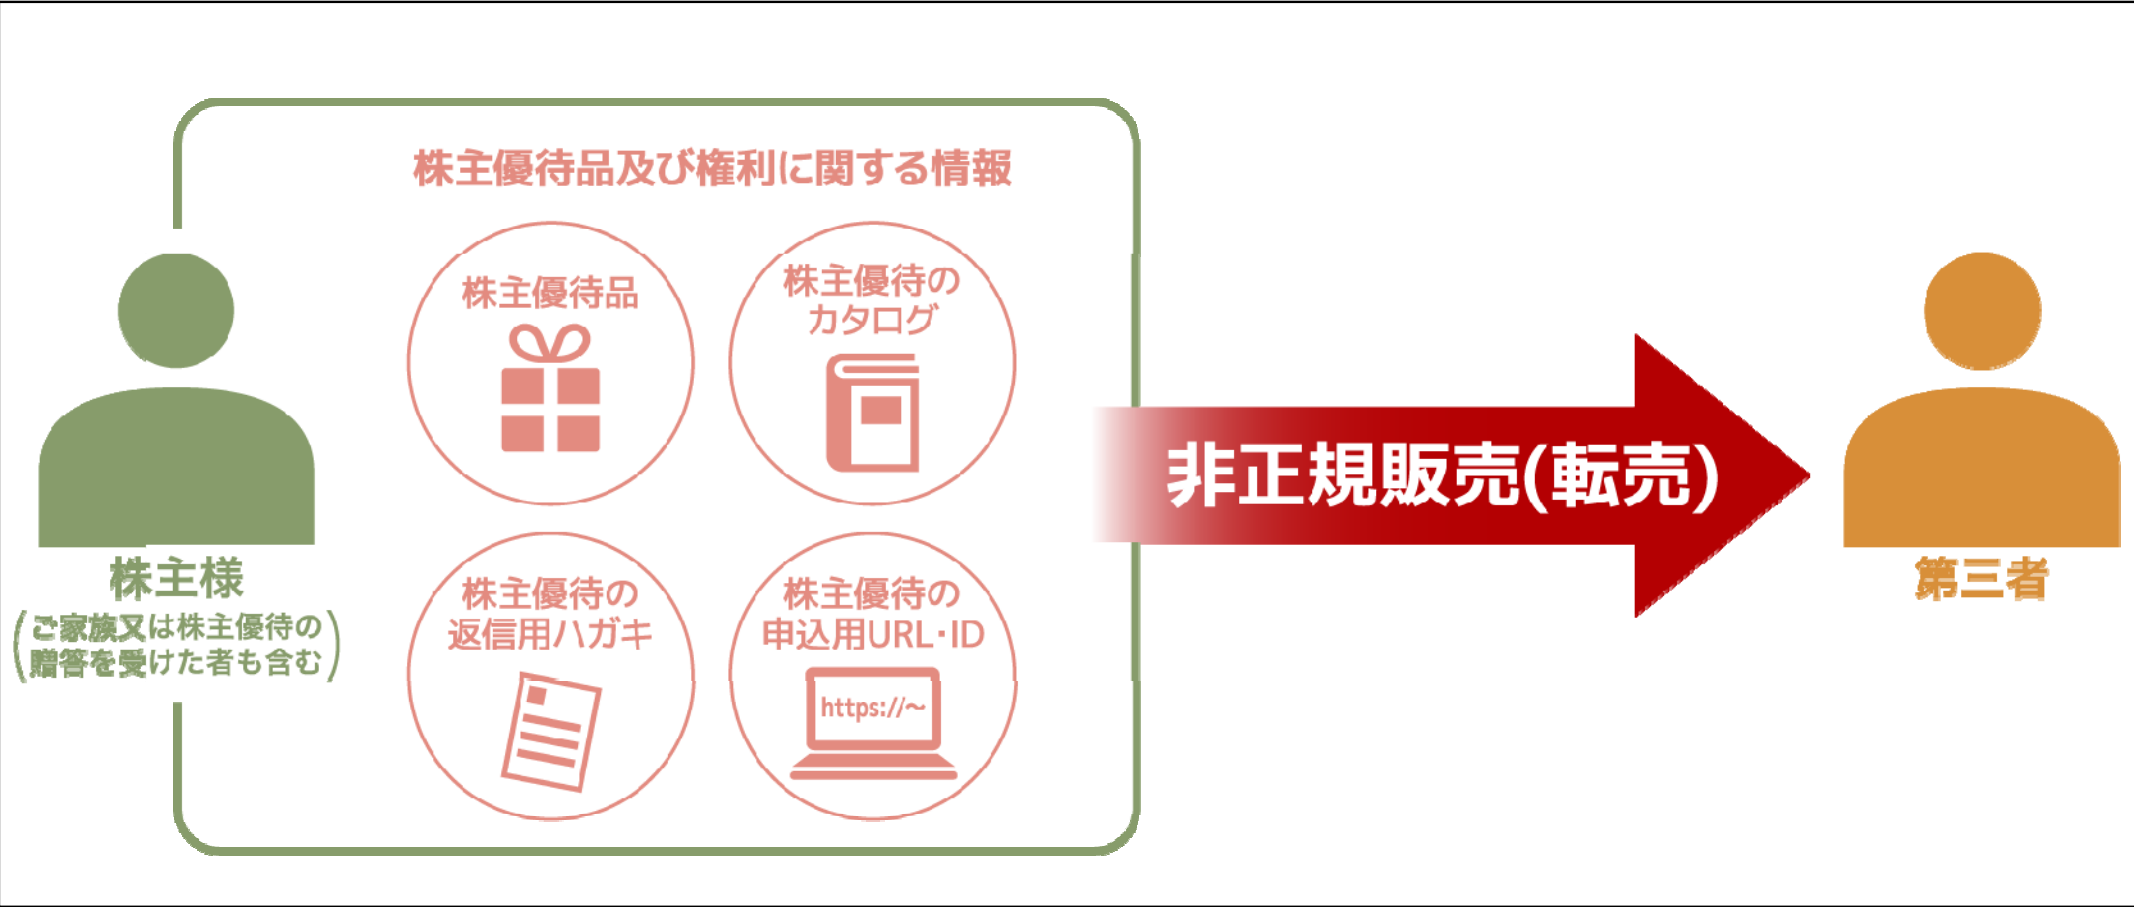 株主優待品及び権利に関する情報
株主優待品
株主優待の
カタログ
株主優待の
返信用ハガキ
株主優待の
申込用URL・ID
https://～
株主様
(ご家族又は株主優待の
贈答を受けた者も含む)
非正規販売(転売)
第三者